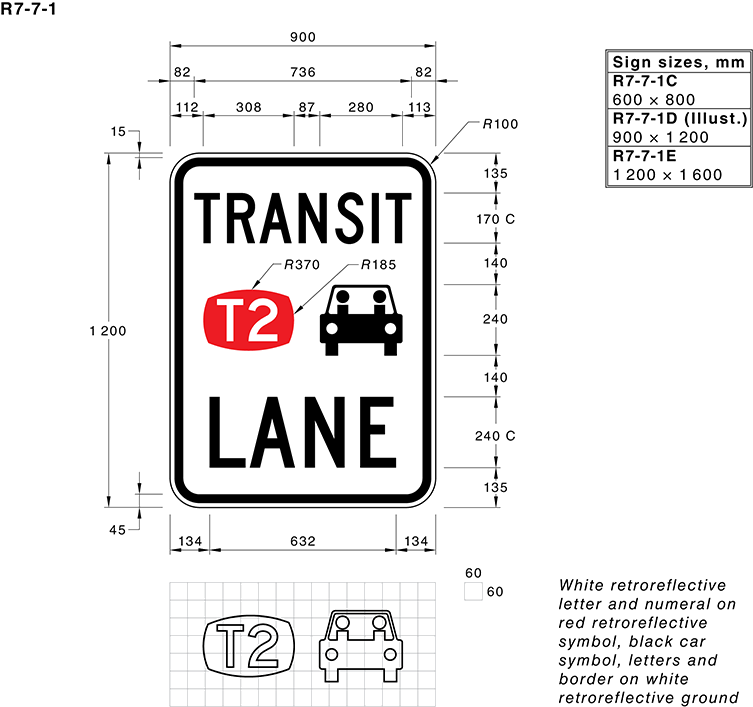 R7-7-1
900
82 736 82
112 308 87 280 113
Sign sizes, mm
R7-7-1C
600 × 800
R7-7-1D (Illust.)
900 × 1 200
R7-7-1E
1 200 × 1 600
15
R100
135
TRANSIT
170 C
R370 R185
140
T2
240
1 200
140
LANE
240 C
135
45
134 632 134
60
60
T2
White retroreflective
letter and numeral on
red retroreflective
symbol, black car
symbol, letters and
border on white
retroreflective ground